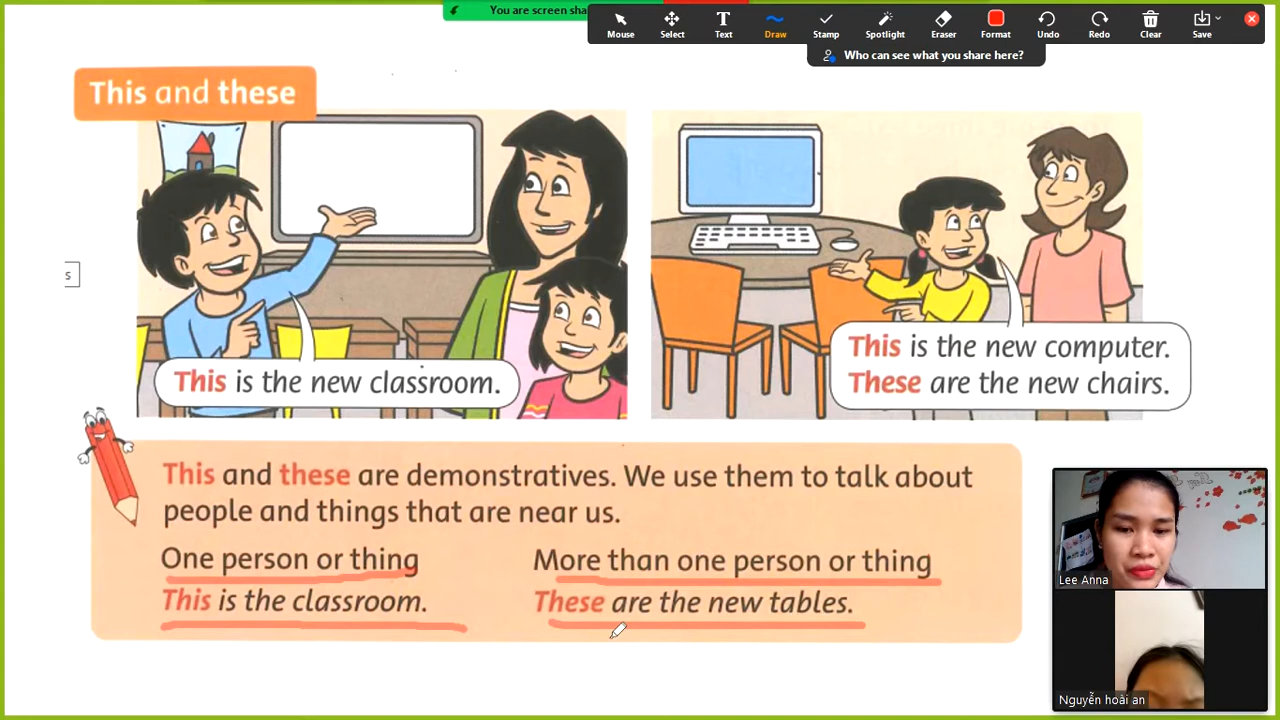 You are screen sha
Mouse
Select
Text
Draw
Stamp
Spotlight
Eraser
Format
Undo
Redo
Clear
Save
Who can see what you share here?
This and these
s
This is the new classroom.
This is the new computer.
These are the new chairs.
This and these are demonstratives. We use them to talk about
people and things that are near us.
One person or thing
This is the classroom.
More than one person or thing
These are the new tables.
Lee Anna
Nguyễn hoài an